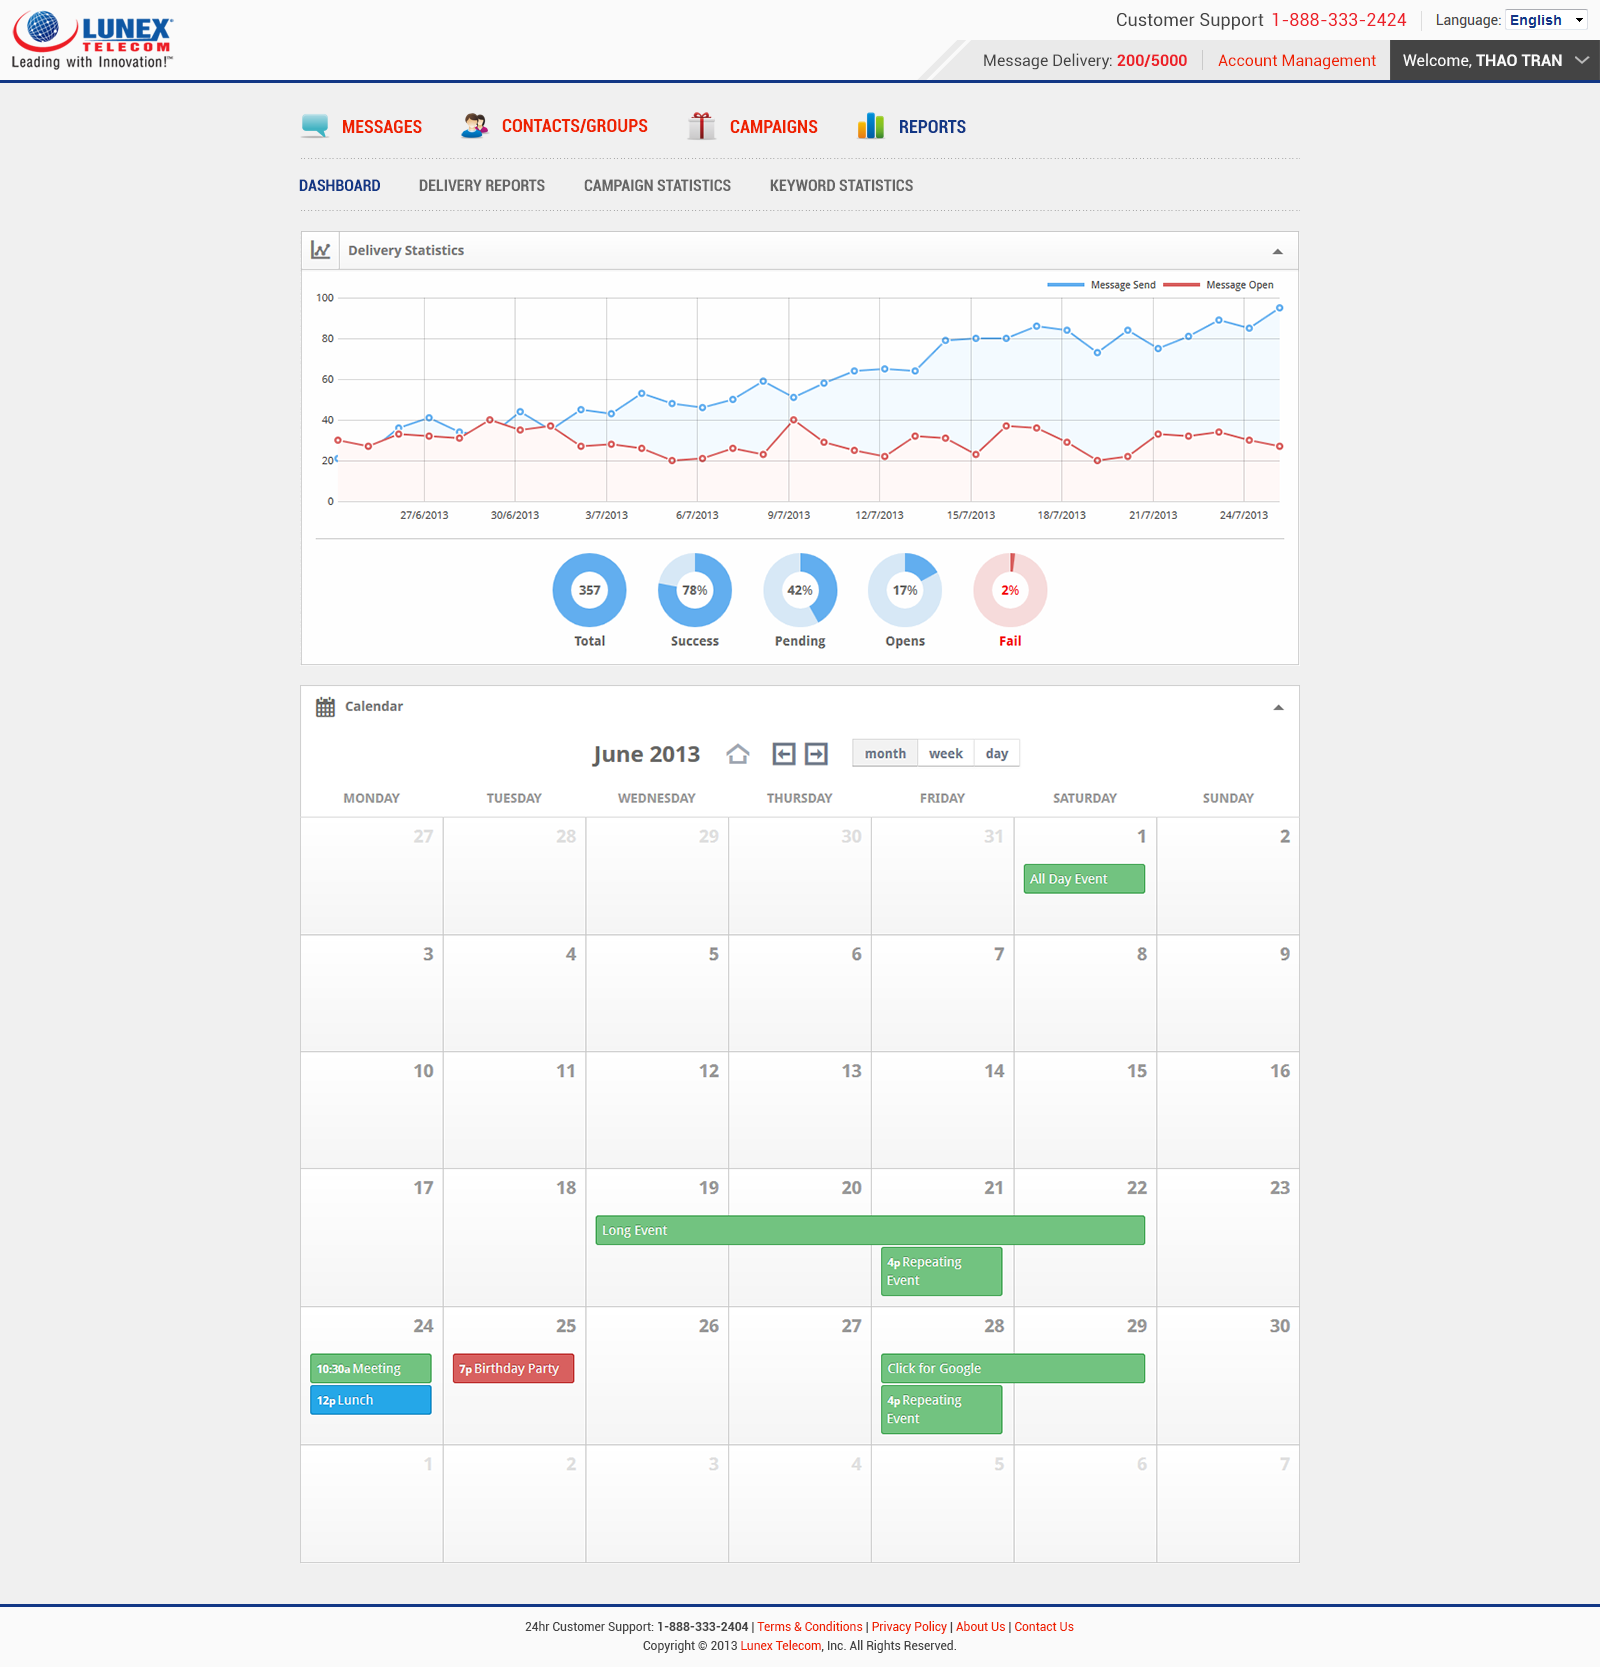 LUNEX
TELECOM
Leading with Innovation!™
Customer Support 1-888-333-2424
Language: English
Message Delivery: 200/5000
Account Management
Welcome, THAO TRAN
MESSAGES CONTACTS/GROUPS CAMPAIGNS REPORTS
DASHBOARD DELIVERY REPORTS CAMPAIGN STATISTICS KEYWORD STATISTICS
Delivery Statistics
Message Send Message Open
100
80
60
40
20
0
27/6/2013 30/6/2013 3/7/2013 6/7/2013 9/7/2013 12/7/2013 15/7/2013 18/7/2013 21/7/2013 24/7/2013
357 78% 42% 17% 2%
Total Success Pending Opens Fail
Calendar
June 2013 month week day
MONDAY TUESDAY WEDNESDAY THURSDAY FRIDAY SATURDAY SUNDAY
27 28 29 30 31 1 2
All Day Event
3 4 5 6 7 8 9
10 11 12 13 14 15 16
17 18 19 20 21 22 23
Long Event
4p Repeating
Event
24 25 26 27 28 29 30
10:30a Meeting 7p Birthday Party Click for Google
12p Lunch 4p Repeating
Event
1 2 3 4 5 6 7
24hr Customer Support: 1-888-333-2404 | Terms & Conditions | Privacy Policy | About Us | Contact Us
Copyright © 2013 Lunex Telecom, Inc. All Rights Reserved.